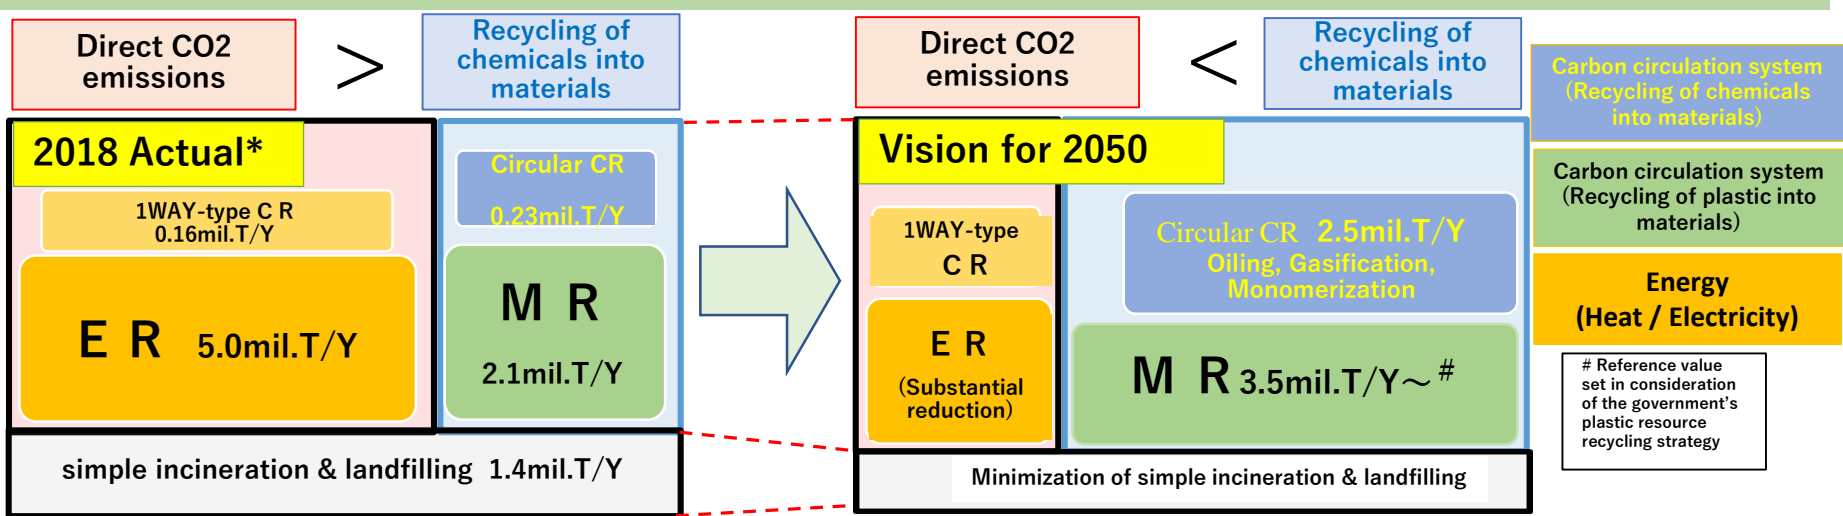 Direct CO2
emissions
>
Recycling of
chemicals into
materials
2018 Actual*
1WAY-type C R
0.16mil.T/Y
E R 5.0mil.T/Y
Circular CR
0.23mil.T/Y
M R
2.1mil.T/Y
simple incineration & landfilling 1.4mil.T/Y
Direct CO2
emissions
<
Recycling of
chemicals into
materials
Vision for 2050
1WAY-type
C R
E R
(Substantial
reduction)
Circular CR 2.5mil.T/Y
Oiling, Gasification,
Monomerization
M R 3.5mil.T/Y～#
Minimization of simple incineration & landfilling
Carbon circulation system
(Recycling of chemicals
into materials)
Carbon circulation system
(Recycling of plastic into
materials)
Energy
(Heat / Electricity)
# Reference value
set in consideration
of the government's
plastic resource
recycling strategy